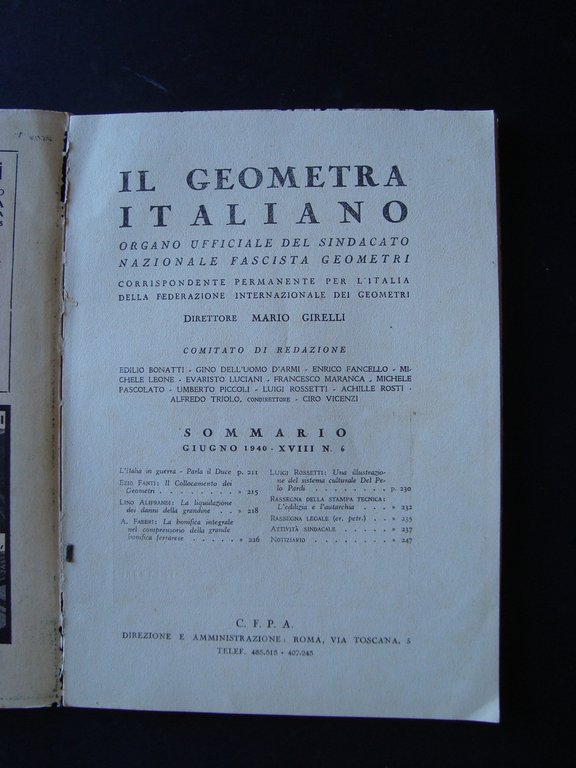 IL GEOMETRA
ITALIANO
ORGANO UFFICIALE DEL SINDACATO
NAZIONALE FASCISTA GEOMETRI
CORRISPONDENTE PERMANENTE PER L'ITALIA
DELLA FEDERAZIONE INTERNAZIONALE DEI GEOMETRI
DIRETTORE MARIO GIRELLI
COMITATO DI REDAZIONE
EDILIO BONATTI - GINO DELL'UOMO D'ARMI - ENRICO FANCELLO - MI-
CHELE LEONE - EVARISTO LUCIANI - FRANCESCO MARANCA - MICHELE
PASCOLATO - UMBERTO PICCOLI - LUIGI ROSSETTI - ACHILLE ROSTI -
ALFREDO TRIOLO, CONDIRETTORE - CIRO VICENZI
SOMMARIO
GIUGNO 1940 - XVIII N. 6
L'Italia in guerra - Parla il Duce p. 211
EZIO FANTI: Il Collocamento dei
Geometri . . . . . . . . » 215
LINO ALIPRANDI: La liquidazione
dei danni della grandine . . » 218
A. FABBRI: La bonifica integrale
nel comprensorio della grande
bonifica ferrarese . . . . . » 226
LUIGI ROSSETTI: Una illustrazio-
ne del sistema culturale Del Pe-
lo Pardi . . . . . . . . p. 230
RASSEGNA DELLA STAMPA TECNICA:
L'edilizia e l'autarchia . . . » 232
RASSEGNA LEGALE (er. petr.) . . » 235
ATTIVITÀ SINDACALE . . . . » 237
NOTIZIARIO . . . . . . . . » 247
C. F. P. A.
DIREZIONE E AMMINISTRAZIONE: ROMA, VIA TOSCANA, 5
TELEF. 485.515 - 407.245